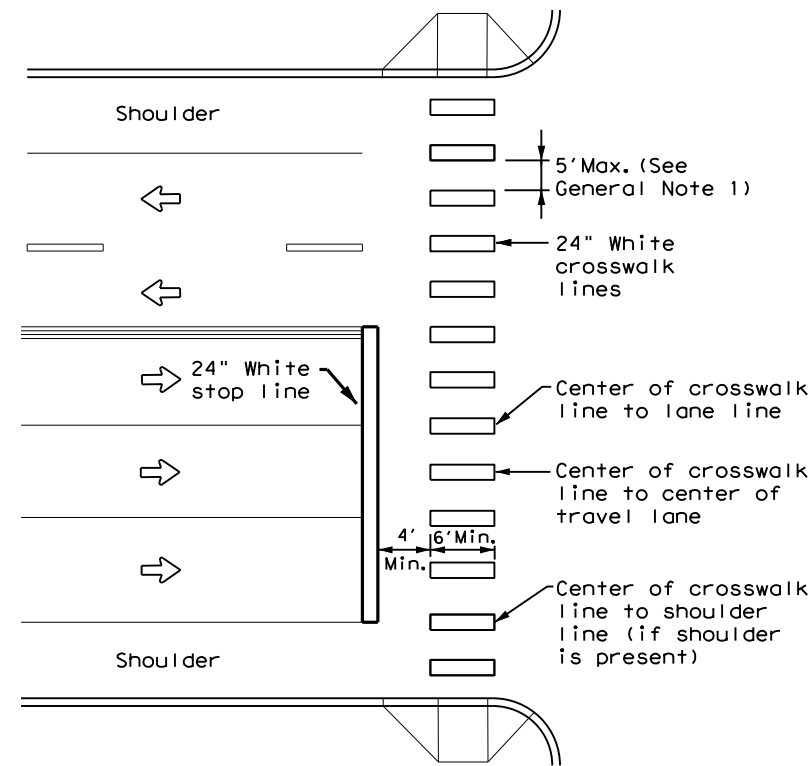 Shoulder
5'Max. (See
General Note 1)
24" White
crosswalk
lines
24" White
stop line
Center of crosswalk
line to lane line
Center of crosswalk
line to center of
travel lane
4'
Min.
6'Min.
Center of crosswalk
line to shoulder
line (if shoulder
is present)
Shoulder